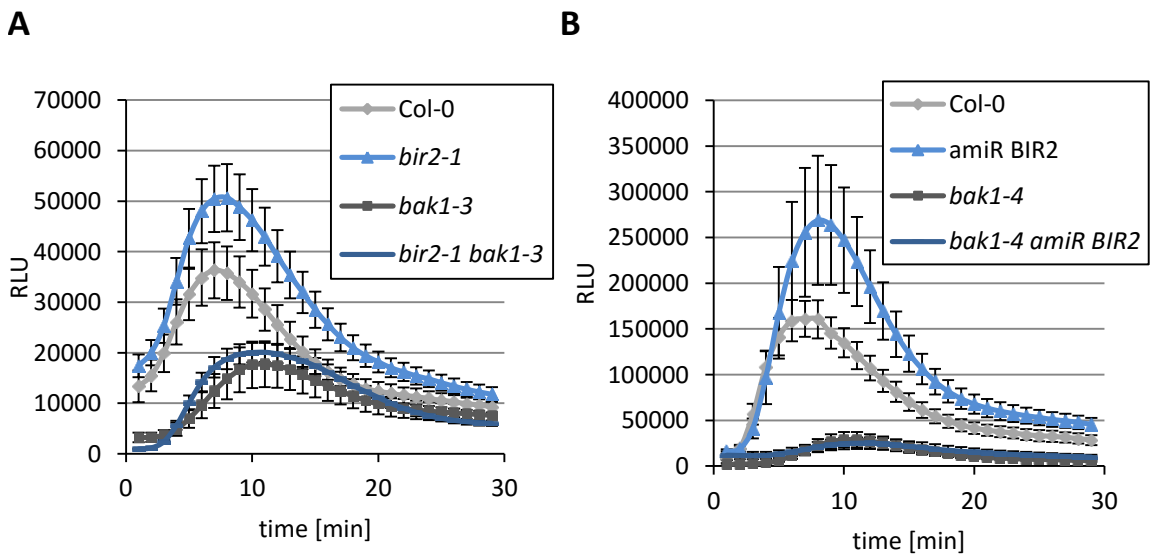 A
70000
60000
50000
40000
30000
20000
10000
0
RLU
0 10 20 30
time [min]
Col-0
bir2-1
bak1-3
bir2-1 bak1-3
B
400000
350000
300000
250000
200000
150000
100000
50000
0
RLU
0 10 20 30
time [min]
Col-0
amiR BIR2
bak1-4
bak1-4 amiR BIR2